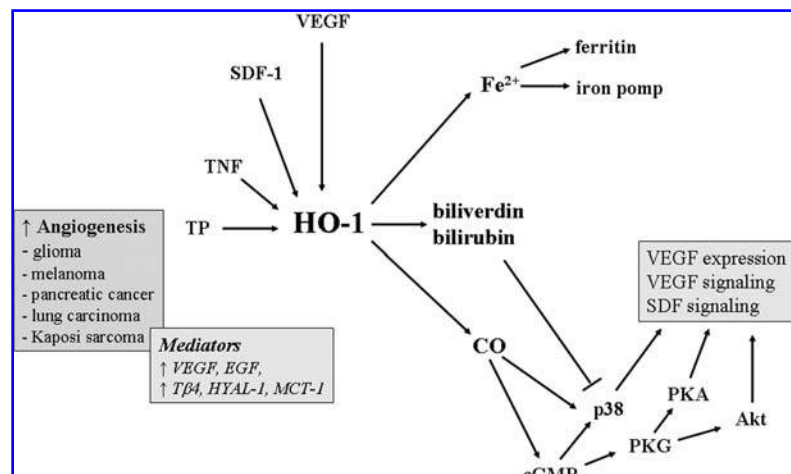 VEGF
SDF-1
TNF
TP
HO-1
Fe²⁺
ferritin
iron pomp
biliverdin
bilirubin
CO
p38
cGMP
PKG
PKA
Akt
VEGF expression
VEGF signaling
SDF signaling
↑ Angiogenesis
- glioma
- melanoma
- pancreatic cancer
- lung carcinoma
- Kaposi sarcoma
Mediators
↑ VEGF, EGF,
↑ Tβ4, HYAL-1, MCT-1